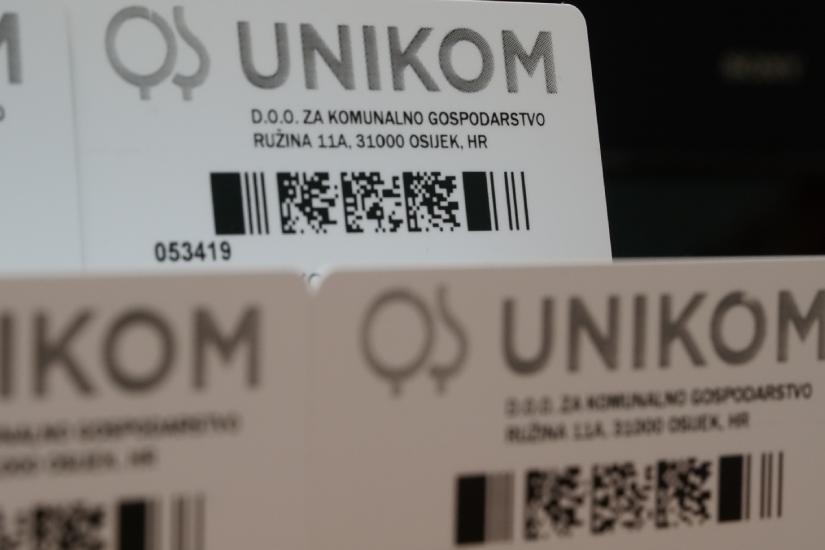 UNIKOM
D.O.O. ZA KOMUNALNO GOSPODARSTVO
RUŽINA 11A, 31000 OSIJEK, HR
053419
IKOM
UNIKOM
D.O.O. ZA KOMUNALNO GOSPODARSTVO
RUŽINA 11A, 31000 OSIJEK, HR